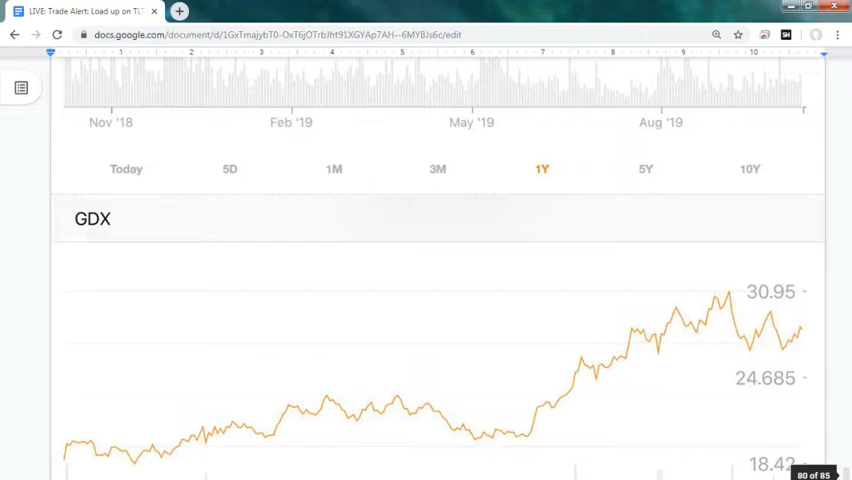 LIVE: Trade Alert: Load up on TLT
docs.google.com/document/d/1GxTmajybT0-OxT6jOTrbJht91XGYAp7AH--6MYBJs6c/edit
1 2 3 4 5 6 7 8 9 10
Nov '18 Feb '19 May '19 Aug '19
Today 5D 1M 3M 1Y 5Y 10Y
GDX
30.95
24.685
18.42
80 of 85